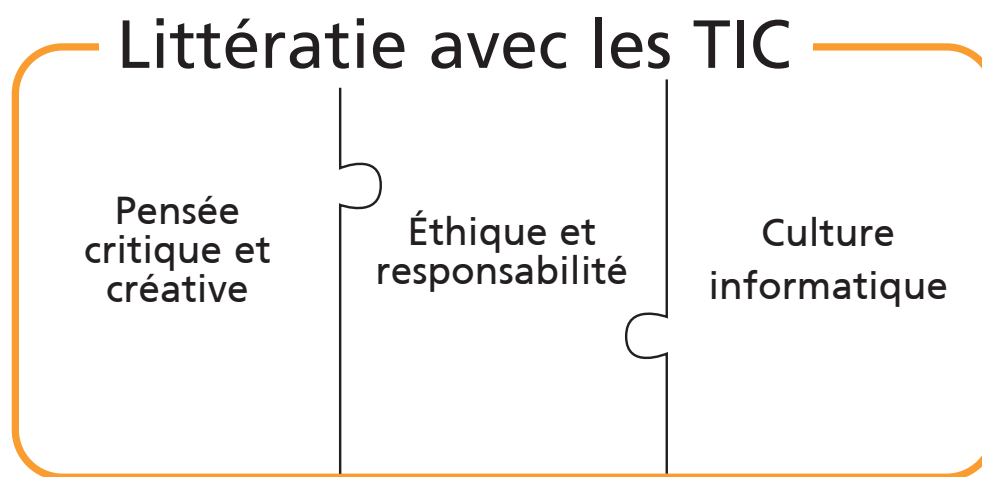 Littératie avec les TIC
Pensée
critique et
créative
Éthique et
responsabilité
Culture
informatique